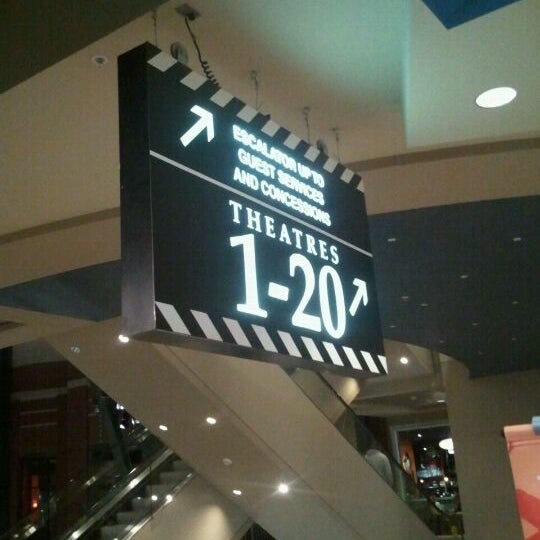 ESCALATOR UP TO
GUEST SERVICES
AND CONCESSIONS
THEATRES
1-20